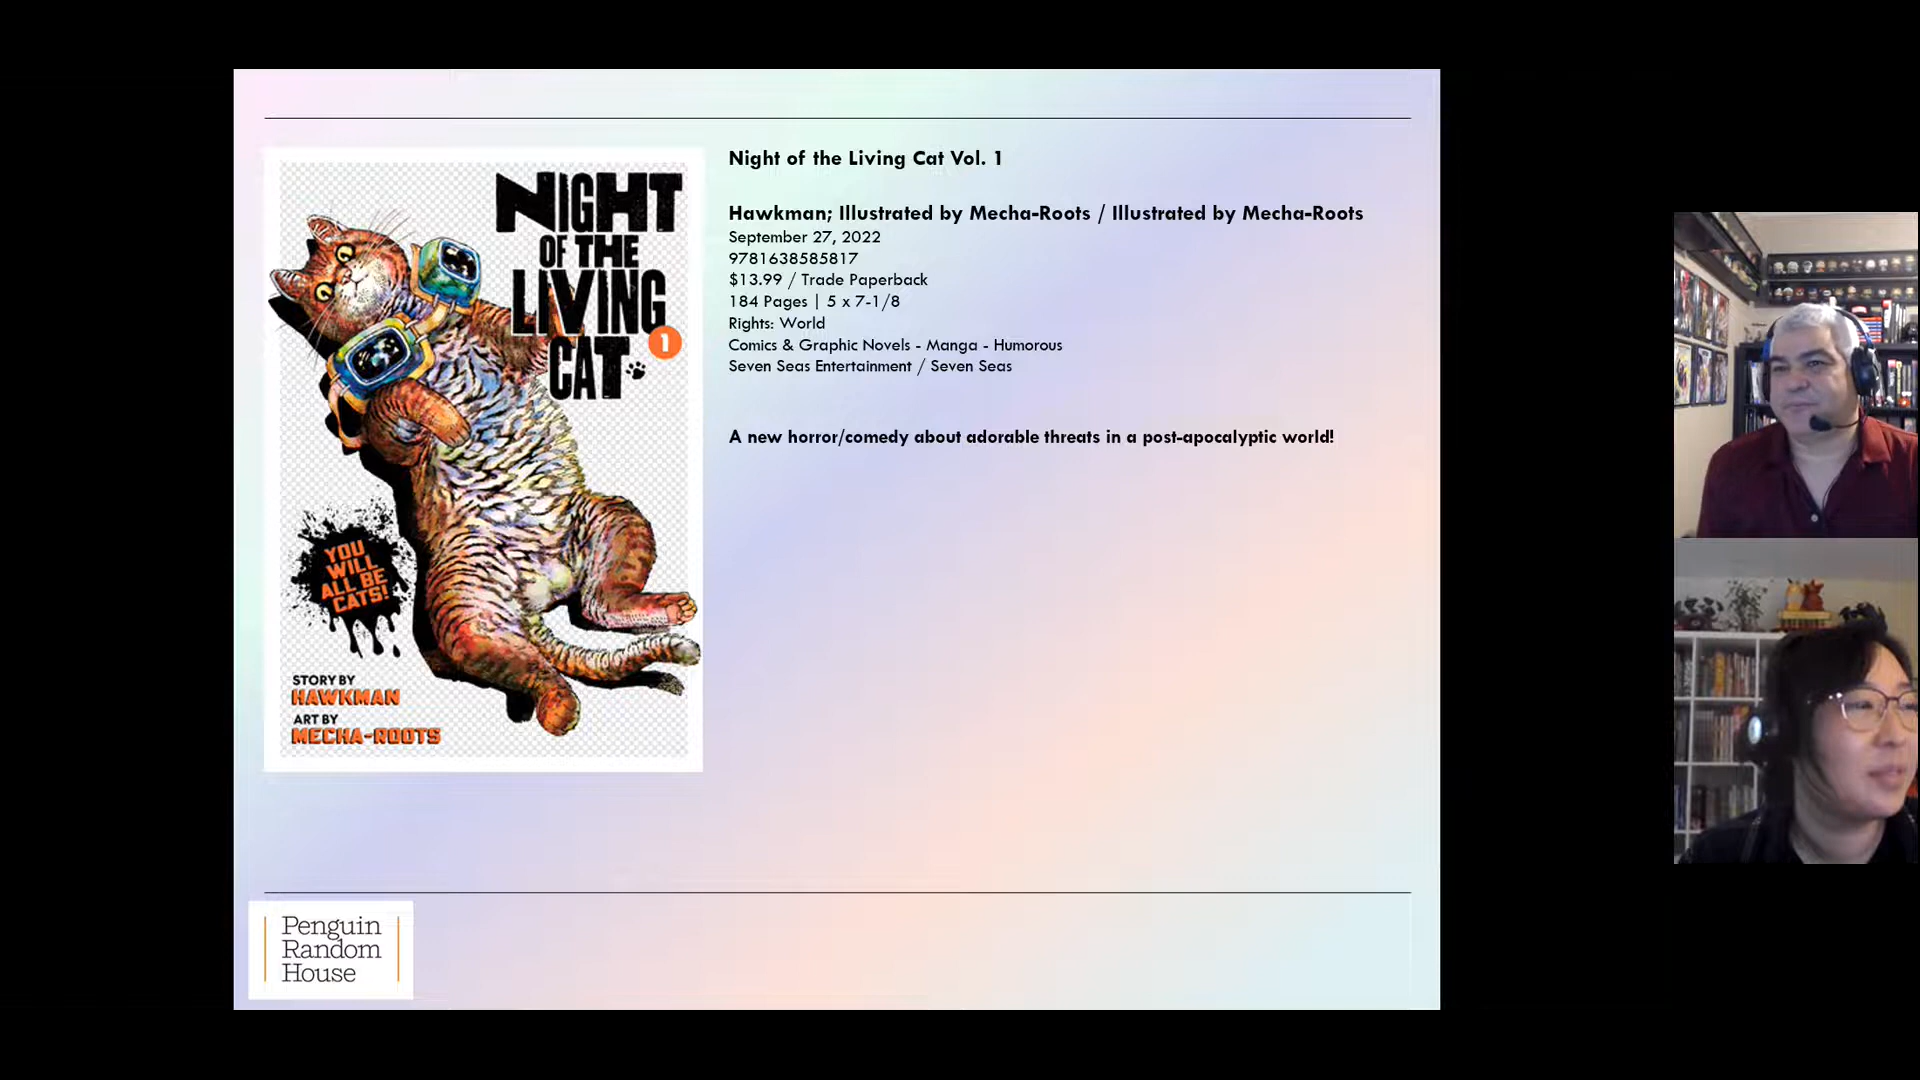 NIGHT
OF THE
LIVING
CAT
1
YOU
WILL
ALL BE
CATS!
STORY BY
HAWKMAN
ART BY
MECHA-ROOTS
Night of the Living Cat Vol. 1
Hawkman; Illustrated by Mecha-Roots / Illustrated by Mecha-Roots
September 27, 2022
9781638585817
$13.99 / Trade Paperback
184 Pages | 5 x 7-1/8
Rights: World
Comics & Graphic Novels - Manga - Humorous
Seven Seas Entertainment / Seven Seas
A new horror/comedy about adorable threats in a post-apocalyptic world!
Penguin
Random
House